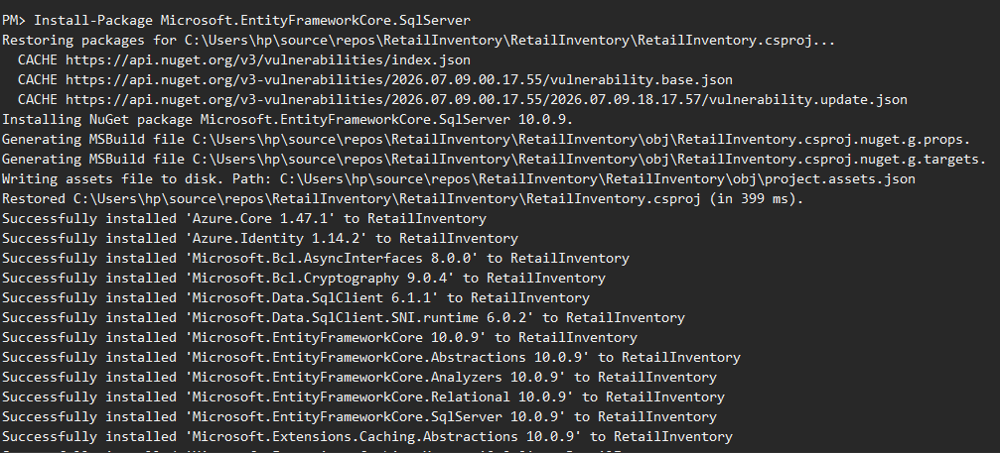 PM> Install-Package Microsoft.EntityFrameworkCore.SqlServer
Restoring packages for C:\Users\hp\source\repos\RetailInventory\RetailInventory\RetailInventory.csproj...
  CACHE https://api.nuget.org/v3/vulnerabilities/index.json
  CACHE https://api.nuget.org/v3-vulnerabilities/2026.07.09.00.17.55/vulnerability.base.json
  CACHE https://api.nuget.org/v3-vulnerabilities/2026.07.09.00.17.55/2026.07.09.18.17.57/vulnerability.update.json
Installing NuGet package Microsoft.EntityFrameworkCore.SqlServer 10.0.9.
Generating MSBuild file C:\Users\hp\source\repos\RetailInventory\RetailInventory\obj\RetailInventory.csproj.nuget.g.props.
Generating MSBuild file C:\Users\hp\source\repos\RetailInventory\RetailInventory\obj\RetailInventory.csproj.nuget.g.targets.
Writing assets file to disk. Path: C:\Users\hp\source\repos\RetailInventory\RetailInventory\obj\project.assets.json
Restored C:\Users\hp\source\repos\RetailInventory\RetailInventory\RetailInventory.csproj (in 399 ms).
Successfully installed 'Azure.Core 1.47.1' to RetailInventory
Successfully installed 'Azure.Identity 1.14.2' to RetailInventory
Successfully installed 'Microsoft.Bcl.AsyncInterfaces 8.0.0' to RetailInventory
Successfully installed 'Microsoft.Bcl.Cryptography 9.0.4' to RetailInventory
Successfully installed 'Microsoft.Data.SqlClient 6.1.1' to RetailInventory
Successfully installed 'Microsoft.Data.SqlClient.SNI.runtime 6.0.2' to RetailInventory
Successfully installed 'Microsoft.EntityFrameworkCore 10.0.9' to RetailInventory
Successfully installed 'Microsoft.EntityFrameworkCore.Abstractions 10.0.9' to RetailInventory
Successfully installed 'Microsoft.EntityFrameworkCore.Analyzers 10.0.9' to RetailInventory
Successfully installed 'Microsoft.EntityFrameworkCore.Relational 10.0.9' to RetailInventory
Successfully installed 'Microsoft.EntityFrameworkCore.SqlServer 10.0.9' to RetailInventory
Successfully installed 'Microsoft.Extensions.Caching.Abstractions 10.0.9' to RetailInventory